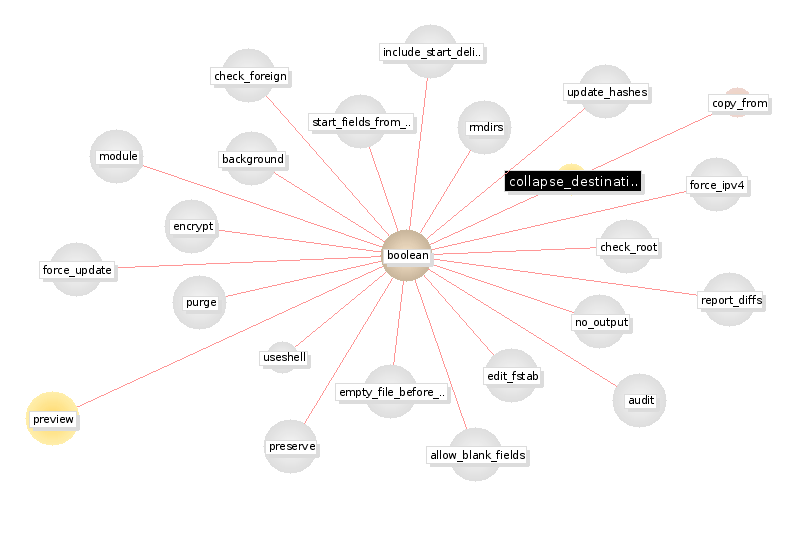 include_start_deli..
check_foreign
update_hashes
copy_from
start_fields_from_..
rmdirs
module
background
collapse_destinati..
force_ipv4
encrypt
check_root
boolean
force_update
purge
report_diffs
no_output
useshell
edit_fstab
empty_file_before_..
audit
preview
preserve
allow_blank_fields